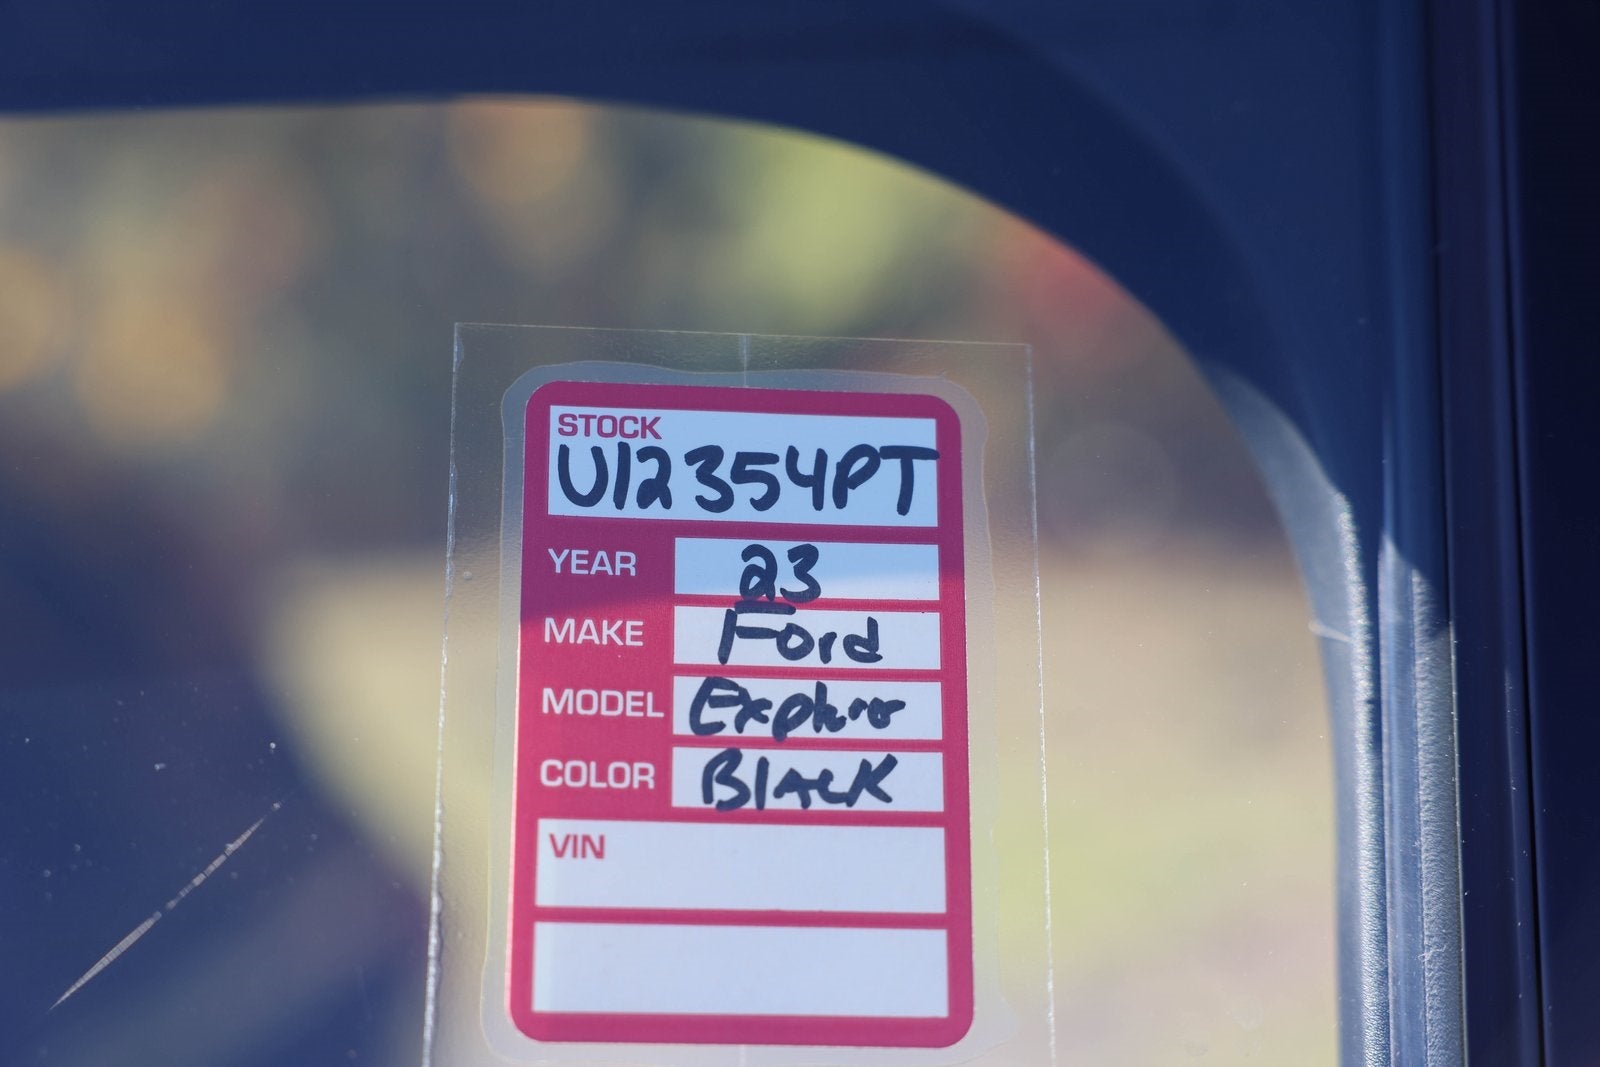 STOCK
U12354PT
YEAR 23
MAKE Ford
MODEL Explorer
COLOR Black
VIN